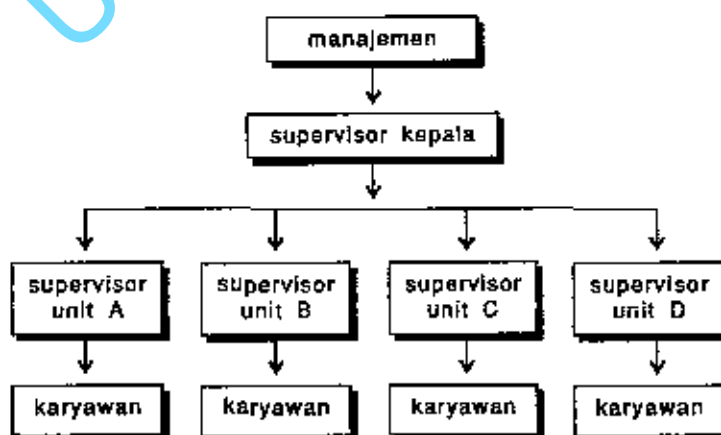 manajemen
supervisor kepala
supervisor
unit A
supervisor
unit B
supervisor
unit C
supervisor
unit D
karyawan
karyawan
karyawan
karyawan